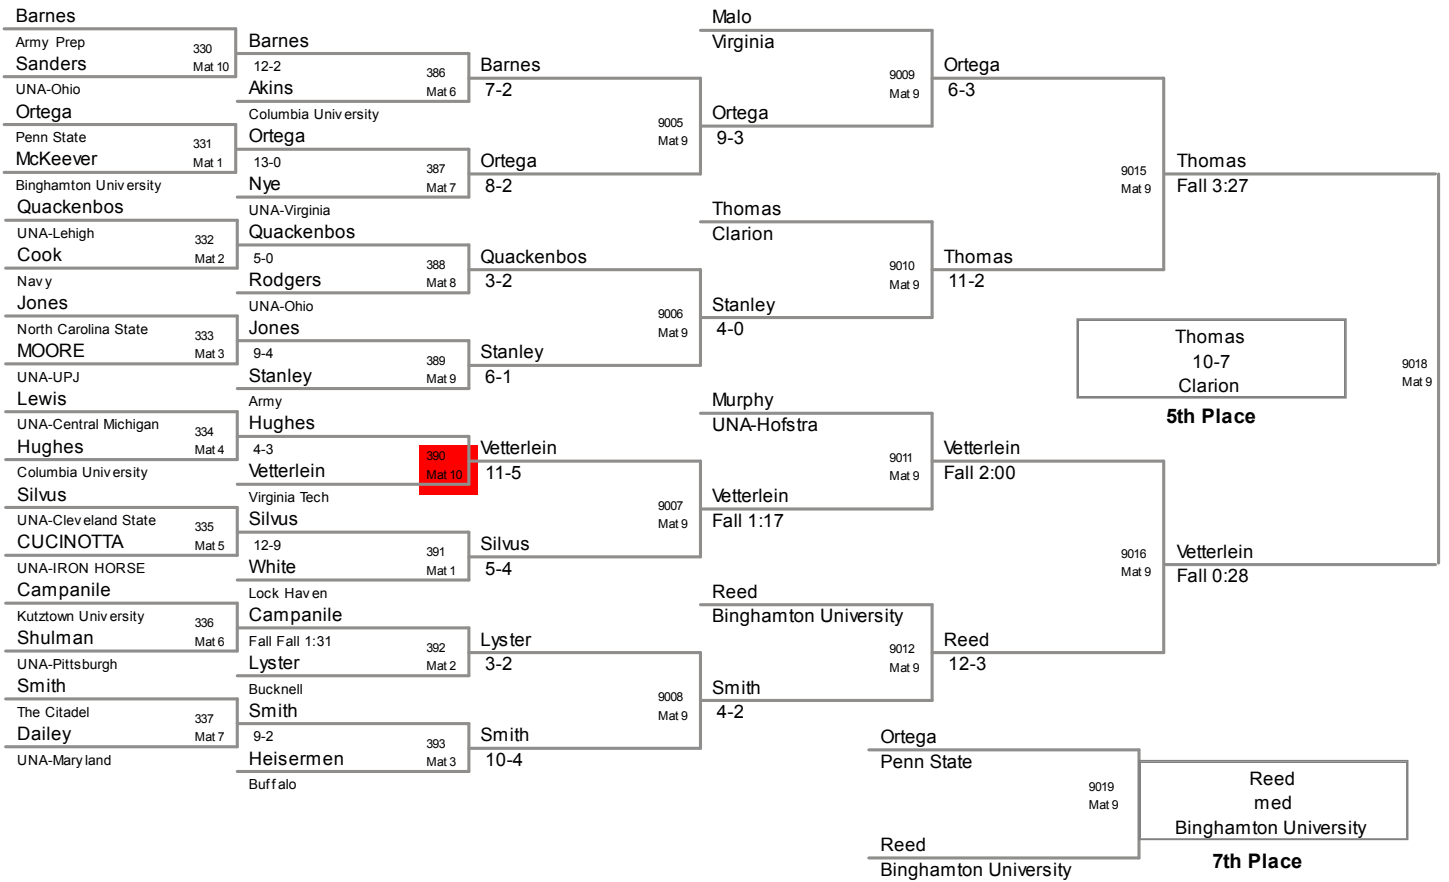 Barnes
Army Prep
330
Sanders
Mat 10
UNA-Ohio
Ortega
Penn State
331
McKeever
Mat 1
Binghamton University
Quackenbos
UNA-Lehigh
332
Cook
Mat 2
Navy
Jones
North Carolina State
333
MOORE
Mat 3
UNA-UPJ
Lewis
UNA-Central Michigan
334
Hughes
Mat 4
Columbia University
Silvus
UNA-Cleveland State
335
CUCINOTTA
Mat 5
UNA-IRON HORSE
Campanile
Kutztown University
336
Shulman
Mat 6
UNA-Pittsburgh
Smith
The Citadel
337
Dailey
Mat 7
UNA-Maryland
Barnes
12-2
386
Akins
Mat 6
Columbia University
Ortega
13-0
387
Nye
Mat 7
UNA-Virginia
Quackenbos
5-0
388
Rodgers
Mat 8
UNA-Ohio
Jones
9-4
389
Stanley
Mat 9
Army
Hughes
4-3
390
Vetterlein
Mat 10
Virginia Tech
Silvus
12-9
391
White
Mat 1
Lock Haven
Campanile
Fall Fall 1:31
392
Lyster
Mat 2
Bucknell
Smith
9-2
393
Heisermen
Mat 3
Buffalo
Barnes
7-2
9005
Mat 9
Ortega
8-2
Quackenbos
3-2
9006
Mat 9
Stanley
6-1
Vetterlein
11-5
9007
Mat 9
Silvus
5-4
Lyster
3-2
9008
Mat 9
Smith
10-4
Malo
Virginia
9009
Mat 9
Ortega
9-3
Thomas
Clarion
9010
Mat 9
Stanley
4-0
Murphy
UNA-Hofstra
9011
Mat 9
Vetterlein
Fall 1:17
Reed
Binghamton University
9012
Mat 9
Smith
4-2
Ortega
6-3
9015
Mat 9
Thomas
11-2
Vetterlein
Fall 2:00
9016
Mat 9
Reed
12-3
Thomas
Fall 3:27
9018
Mat 9
Vetterlein
Fall 0:28
Thomas
10-7
Clarion
5th Place
Ortega
Penn State
9019
Mat 9
Reed
Binghamton University
Reed
med
Binghamton University
7th Place